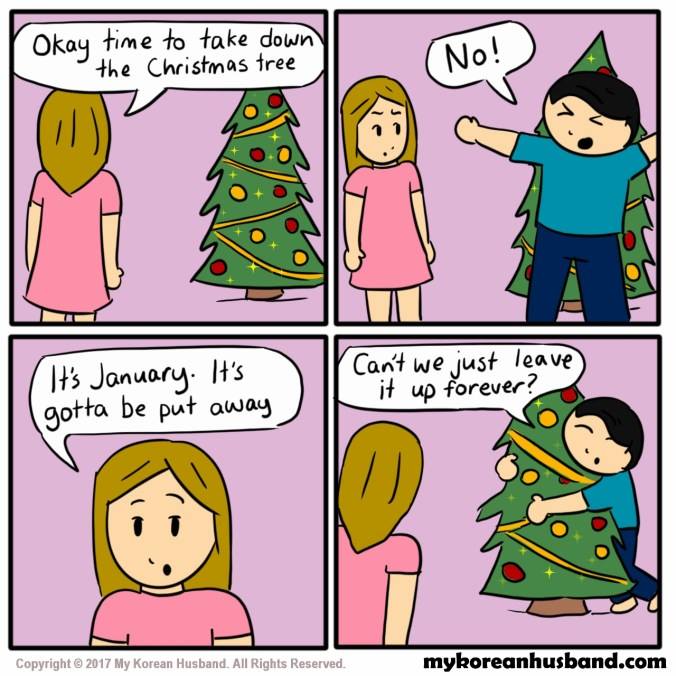 Okay time to take down
the Christmas tree
No!
It's January. It's
gotta be put away
Can't we just leave
it up forever?
Copyright © 2017 My Korean Husband. All Rights Reserved.
mykoreanhusband.com